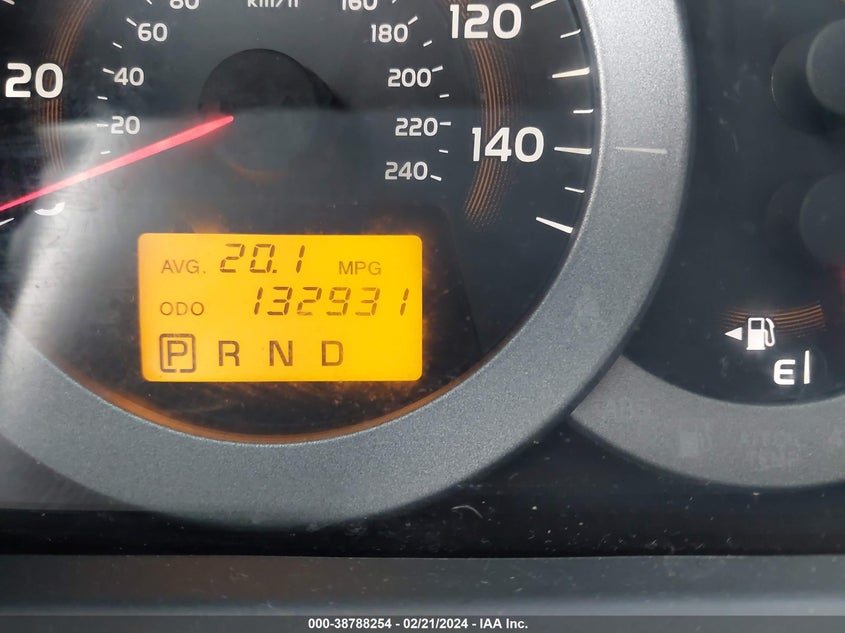 80 km/h 160
60 180 120
20 40 200
20 220 140
240
AVG. 20.1 MPG
ODO 132931
P R N D
E
000-38788254 - 02/21/2024 - IAA Inc.